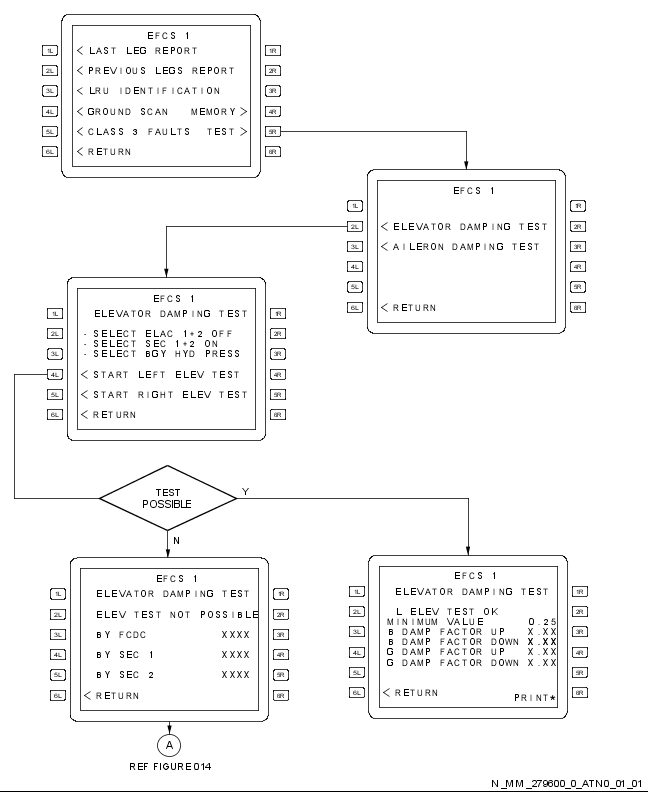 EFCS 1
1L < LAST LEG REPORT 1R
2L < PREVIOUS LEGS REPORT 2R
3L < LRU IDENTIFICATION 3R
4L < GROUND SCAN MEMORY > 4R
5L < CLASS 3 FAULTS TEST > 5R
6L < RETURN 6R
EFCS 1
1L 1R
2L < ELEVATOR DAMPING TEST 2R
3L < AILERON DAMPING TEST 3R
4L 4R
5L 5R
6L < RETURN 6R
EFCS 1
1L ELEVATOR DAMPING TEST 1R
2L - SELECT ELAC 1+2 OFF 2R
- SELECT SEC 1+2 ON
3L - SELECT BGY HYD PRESS 3R
4L < START LEFT ELEV TEST 4R
5L < START RIGHT ELEV TEST 5R
6L < RETURN 6R
TEST
POSSIBLE
Y
N
EFCS 1
1L ELEVATOR DAMPING TEST 1R
2L ELEV TEST NOT POSSIBLE 2R
3L BY FCDC XXXX 3R
4L BY SEC 1 XXXX 4R
5L BY SEC 2 XXXX 5R
6L < RETURN 6R
EFCS 1
1L ELEVATOR DAMPING TEST 1R
2L L ELEV TEST OK 2R
MINIMUM VALUE 0.25
3L B DAMP FACTOR UP X.XX 3R
B DAMP FACTOR DOWN X.XX
4L G DAMP FACTOR UP X.XX 4R
G DAMP FACTOR DOWN X.XX
5L 5R
6L < RETURN 6R
PRINT*
A
REF FIGURE 014
N_MM_279600_0_ATN0_01_01